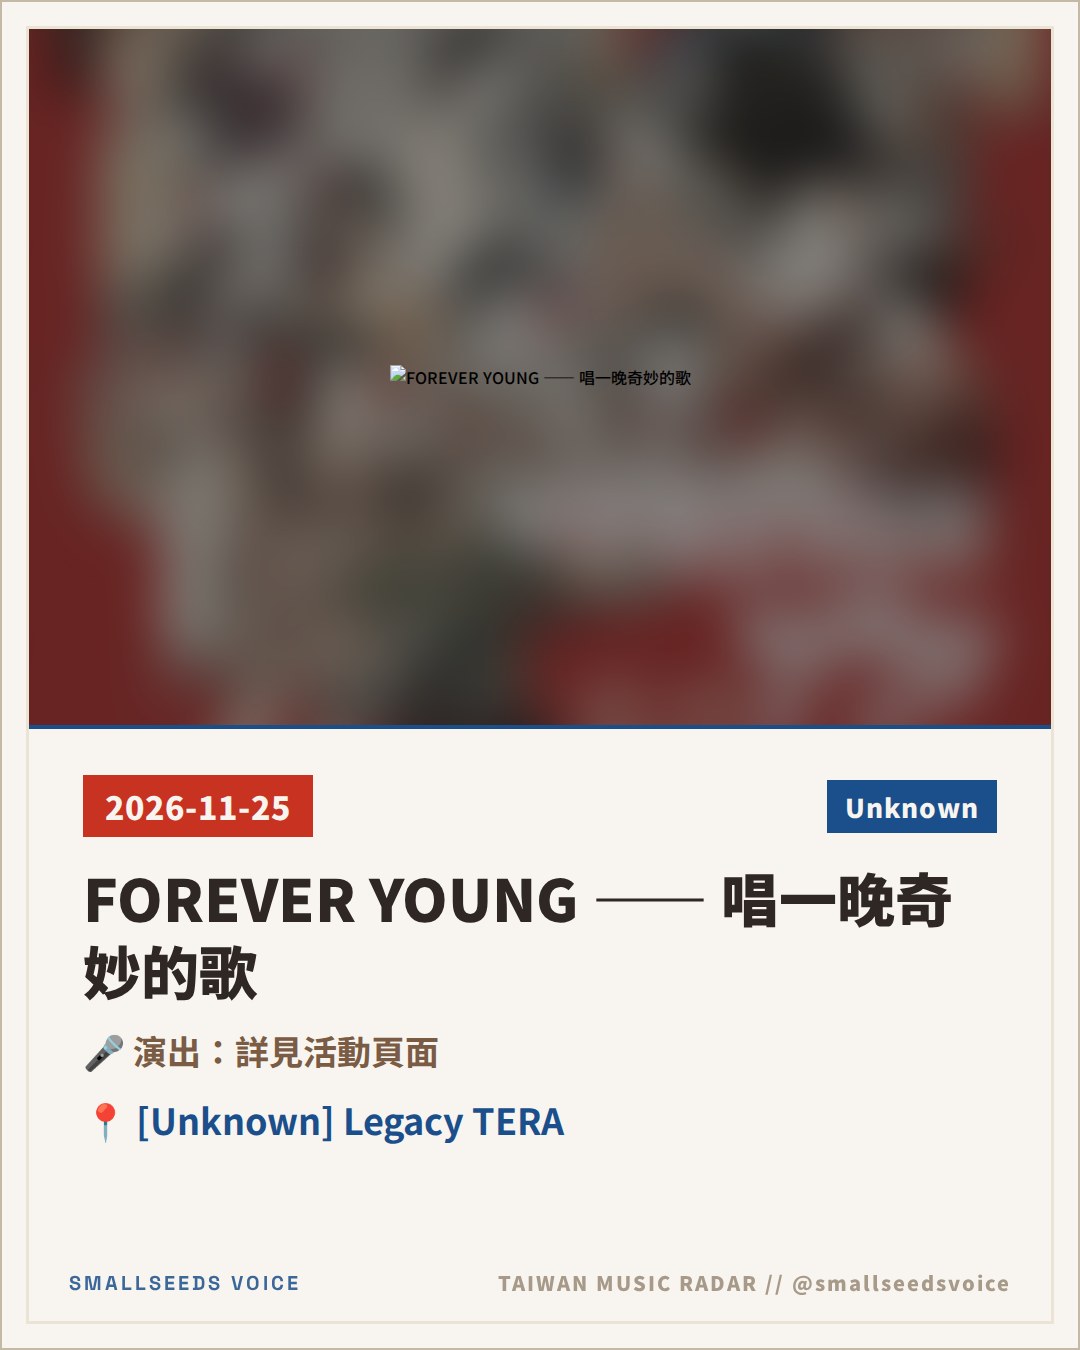 FOREVER YOUNG —— 唱一晚奇妙的歌
2026-11-25
Unknown
FOREVER YOUNG —— 唱一晚奇
妙的歌
🎤 演出：詳見活動頁面
📍 [Unknown] Legacy TERA
SMALLSEEDS VOICE
TAIWAN MUSIC RADAR // @smallseedsvoice